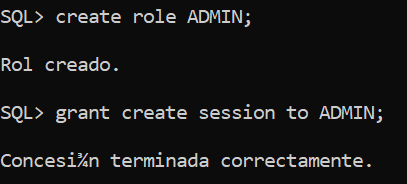 SQL> create role ADMIN;
Rol creado.
SQL> grant create session to ADMIN;
Concesi¾n terminada correctamente.